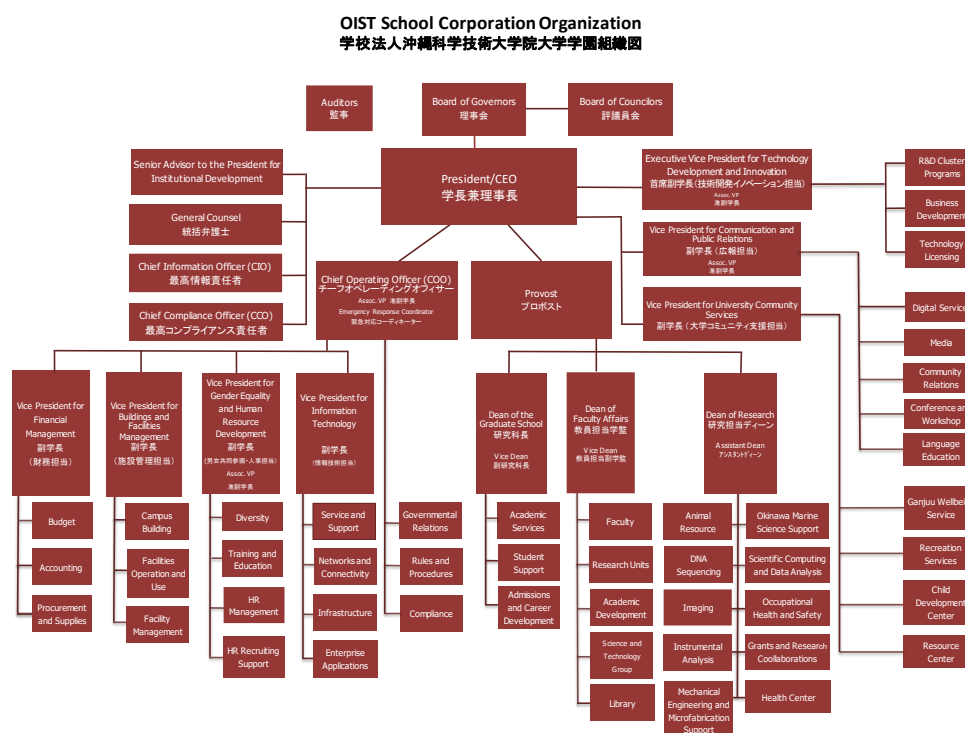 OIST School Corporation Organization
学校法人沖縄科学技術大学院大学学園組織図
Auditors
監事
Board of Governors
理事会
Board of Councilors
評議員会
Senior Advisor to the President for
Institutional Development
General Counsel
統括弁護士
Chief Information Officer (CIO)
最高情報責任者
Chief Compliance Officer (CCO)
最高コンプライアンス責任者
President/CEO
学長兼理事長
Executive Vice President for Technology
Development and Innovation
首席副学長(技術開発イノベーション担当)
Assoc. VP
准副学長
Vice President for Communication and
Public Relations
副学長(広報担当)
Assoc. VP
准副学長
Vice President for University Community
Services
副学長(大学コミュニティ支援担当)
R&D Cluster
Programs
Business
Development
Technology
Licensing
Chief Operating Officer (COO)
チーフオペレーティングオフィサー
Assoc. VP 准副学長
Emergency Response Coordinator
緊急対応コーディネーター
Provost
プロボスト
Digital Service
Media
Community
Relations
Conference and
Workshop
Language
Education
Ganjuu Wellbei
Service
Recreation
Services
Child
Development
Center
Resource
Center
Vice President for
Financial
Management
副学長
(財務担当)
Vice President for
Buildings and
Facilities
Management
副学長
(施設管理担当)
Vice President for
Gender Equality
and Human
Resource
Development
副学長
(男女共同参画・人事担当)
Assoc. VP
准副学長
Vice President for
Information
Technology
副学長
(情報技術担当)
Dean of the
Graduate School
研究科長
Vice Dean
副研究科長
Dean of
Faculty Affairs
教員担当学監
Vice Dean
教員担当副学監
Dean of Research
研究担当ディーン
Assistant Dean
アシスタントディーン
Budget
Accounting
Procurement
and Supplies
Campus
Building
Facilities
Operation and
Use
Facility
Management
Diversity
Training and
Education
HR
Management
HR Recruiting
Support
Service and
Support
Networks and
Connectivity
Infrastructure
Enterprise
Applications
Governmental
Relations
Rules and
Procedures
Compliance
Academic
Services
Student
Support
Admissions
and Career
Development
Faculty
Research Units
Academic
Development
Science and
Technology
Group
Library
Animal
Resource
DNA
Sequencing
Imaging
Instrumental
Analysis
Mechanical
Engineering and
Microfabrication
Support
Okinawa Marine
Science Support
Scientific Computing
and Data Analysis
Occupational
Health and Safety
Grants and Research
Coollaborations
Health Center